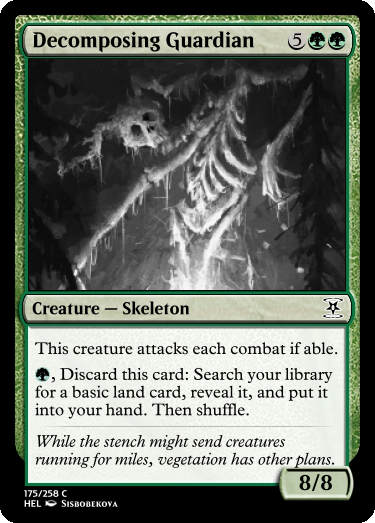 Decomposing Guardian 5
Creature — Skeleton
This creature attacks each combat if able.
, Discard this card: Search your library
for a basic land card, reveal it, and put it
into your hand. Then shuffle.
While the stench might send creatures
running for miles, vegetation has other plans.
8/8
175/258 C
HEL Sisbobekova